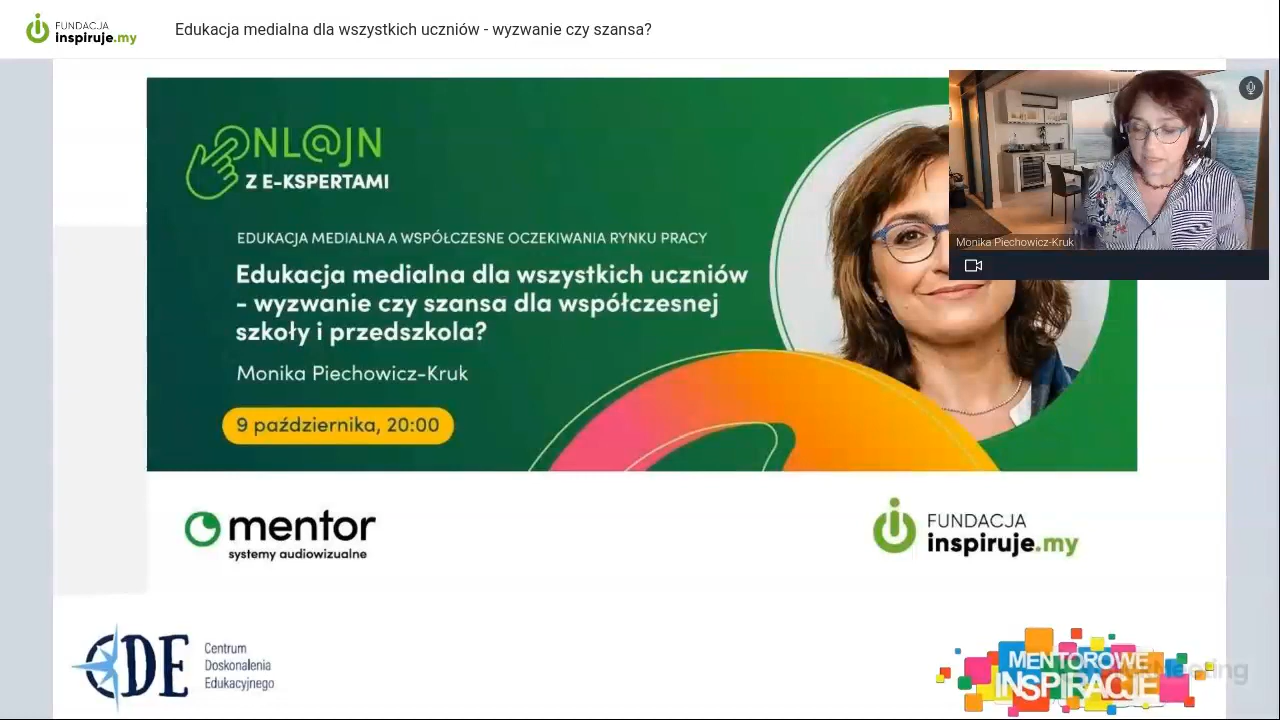 FUNDACJA
inspiruje.my
Edukacja medialna dla wszystkich uczniów - wyzwanie czy szansa?
ONL@JN
Z E-KSPERTAMI
EDUKACJA MEDIALNA A WSPÓŁCZESNE OCZEKIWANIA RYNKU PRACY
Edukacja medialna dla wszystkich uczniów
- wyzwanie czy szansa dla współczesnej
szkoły i przedszkola?
Monika Piechowicz-Kruk
9 października, 20:00
Monika Piechowicz-Kruk
mentor
systemy audiowizualne
FUNDACJA
inspiruje.my
CDE
Centrum
Doskonalenia
Edukacyjnego
MENTOROWE
INSPIRACJE